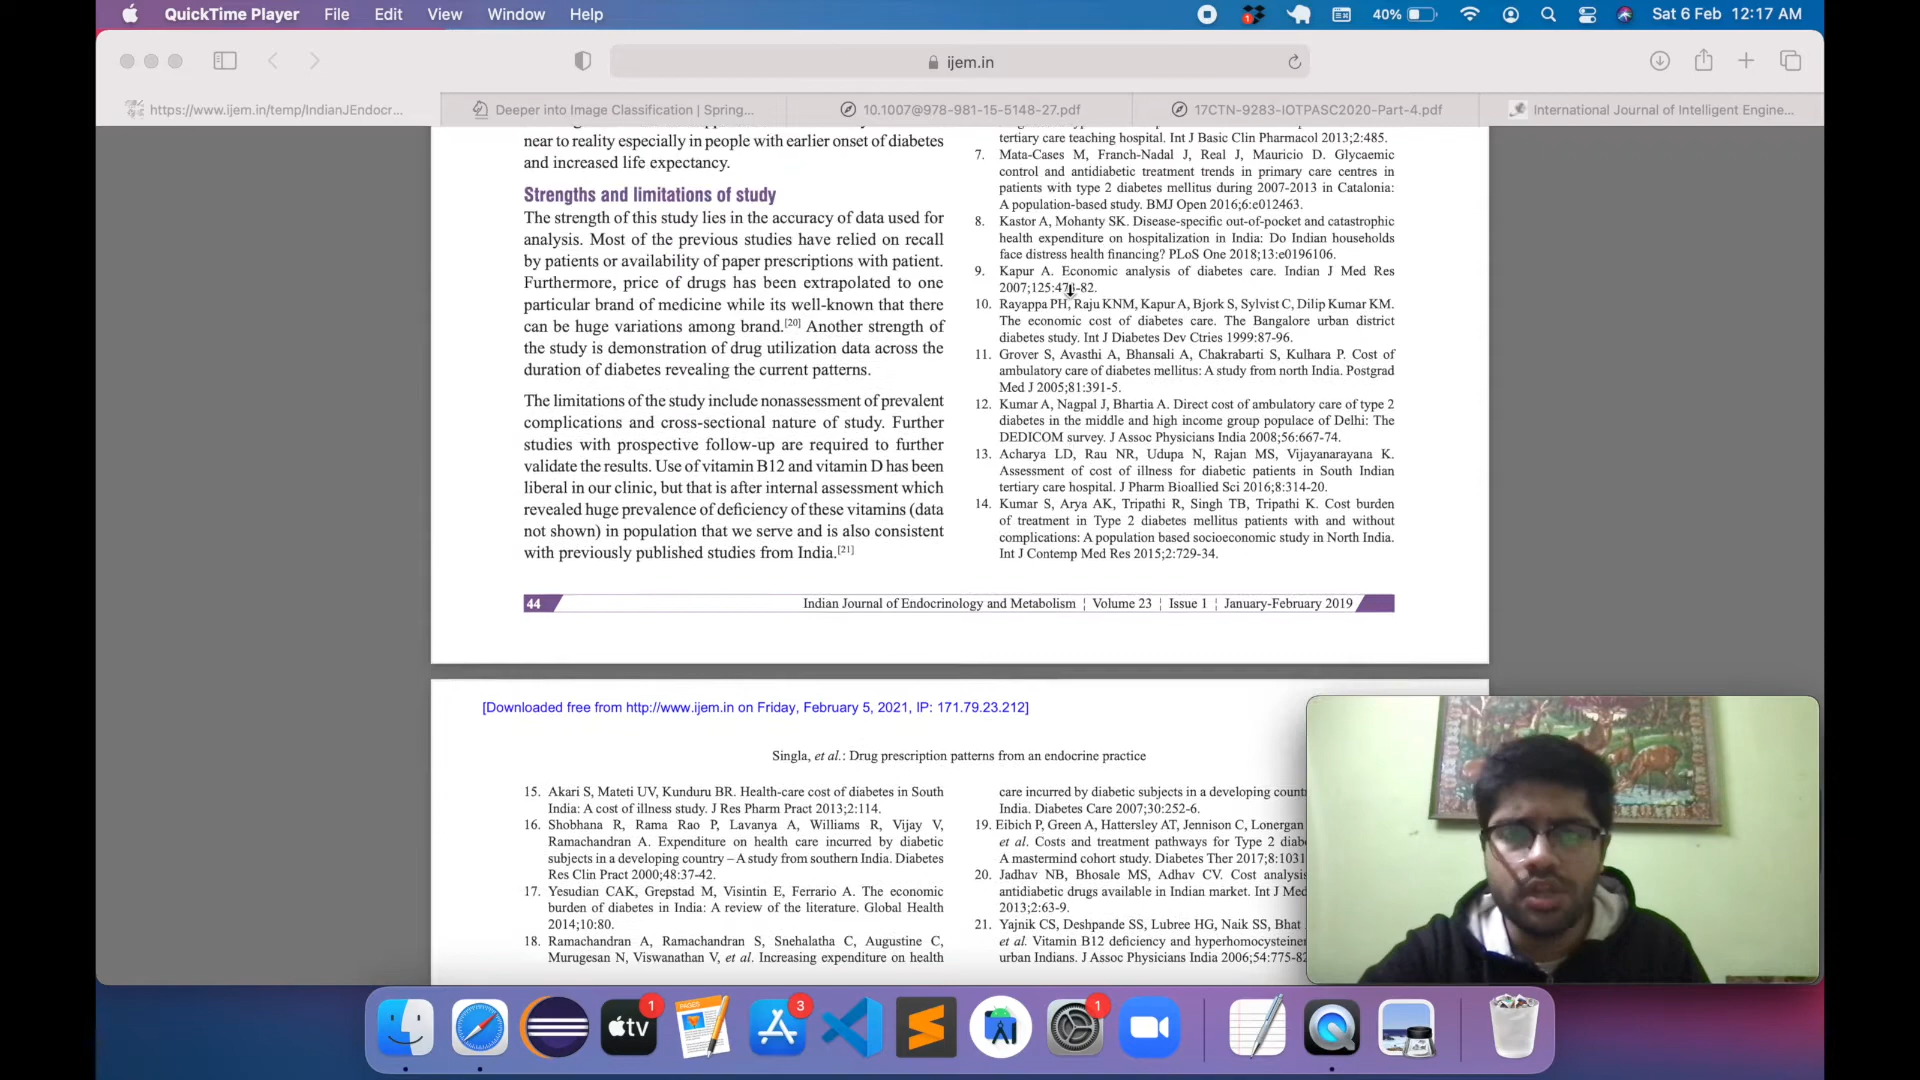 QuickTime Player File Edit View Window Help
1
40%
Sat 6 Feb 12:17 AM
ijem.in
https://www.ijem.in/temp/IndianJEndocr...
Deeper into Image Classification | Spring...
10.1007@978-981-15-5148-27.pdf
17CTN-9283-IOTPASC2020-Part-4.pdf
International Journal of Intelligent Engine...
near to reality especially in people with earlier onset of diabetes
and increased life expectancy.
Strengths and limitations of study
The strength of this study lies in the accuracy of data used for
analysis. Most of the previous studies have relied on recall
by patients or availability of paper prescriptions with patient.
Furthermore, price of drugs has been extrapolated to one
particular brand of medicine while its well-known that there
can be huge variations among brand.[20] Another strength of
the study is demonstration of drug utilization data across the
duration of diabetes revealing the current patterns.
The limitations of the study include nonassessment of prevalent
complications and cross-sectional nature of study. Further
studies with prospective follow-up are required to further
validate the results. Use of vitamin B12 and vitamin D has been
liberal in our clinic, but that is after internal assessment which
revealed huge prevalence of deficiency of these vitamins (data
not shown) in population that we serve and is also consistent
with previously published studies from India.[21]
tertiary care teaching hospital. Int J Basic Clin Pharmacol 2013;2:485.
7. Mata-Cases M, Franch-Nadal J, Real J, Mauricio D. Glycaemic
control and antidiabetic treatment trends in primary care centres in
patients with type 2 diabetes mellitus during 2007-2013 in Catalonia:
A population-based study. BMJ Open 2016;6:e012463.
8. Kastor A, Mohanty SK. Disease-specific out-of-pocket and catastrophic
health expenditure on hospitalization in India: Do Indian households
face distress health financing? PLoS One 2018;13:e0196106.
9. Kapur A. Economic analysis of diabetes care. Indian J Med Res
10. Rayappa PH, Raju KNM, Kapur A, Bjork S, Sylvist C, Dilip Kumar KM.
The economic cost of diabetes care. The Bangalore urban district
diabetes study. Int J Diabetes Dev Ctries 1999:87-96.
11. Grover S, Avasthi A, Bhansali A, Chakrabarti S, Kulhara P. Cost of
ambulatory care of diabetes mellitus: A study from north India. Postgrad
Med J 2005;81:391-5.
12. Kumar A, Nagpal J, Bhartia A. Direct cost of ambulatory care of type 2
diabetes in the middle and high income group populace of Delhi: The
DEDICOM survey. J Assoc Physicians India 2008;56:667-74.
13. Acharya LD, Rau NR, Udupa N, Rajan MS, Vijayanarayana K.
Assessment of cost of illness for diabetic patients in South Indian
tertiary care hospital. J Pharm Bioallied Sci 2016;8:314-20.
14. Kumar S, Arya AK, Tripathi R, Singh TB, Tripathi K. Cost burden
of treatment in Type 2 diabetes mellitus patients with and without
complications: A population based socioeconomic study in North India.
Int J Contemp Med Res 2015;2:729-34.
44 Indian Journal of Endocrinology and Metabolism ¦ Volume 23 ¦ Issue 1 ¦ January-February 2019
[Downloaded free from http://www.ijem.in on Friday, February 5, 2021, IP: 171.79.23.212]
Singla, et al.: Drug prescription patterns from an endocrine practice
15. Akari S, Mateti UV, Kunduru BR. Health-care cost of diabetes in South
India: A cost of illness study. J Res Pharm Pract 2013;2:114.
16. Shobhana R, Rama Rao P, Lavanya A, Williams R, Vijay V,
Ramachandran A. Expenditure on health care incurred by diabetic
subjects in a developing country – A study from southern India. Diabetes
Res Clin Pract 2000;48:37-42.
17. Yesudian CAK, Grepstad M, Visintin E, Ferrario A. The economic
burden of diabetes in India: A review of the literature. Global Health
2014;10:80.
18. Ramachandran A, Ramachandran S, Snehalatha C, Augustine C,
Murugesan N, Viswanathan V, et al. Increasing expenditure on health
care incurred by diabetic subjects in a developing
India. Diabetes Care 2007;30:252-6.
19. Eibich P, Green A, Hattersley AT, Jennison C, Lonergan
et al. Costs and treatment pathways for Type 2
A mastermind cohort study. Diabetes Ther 2017;8:1031
20. Jadhav NB, Bhosale MS, Adhav CV. Cost analysis
antidiabetic drugs available in Indian market. Int J Med
2013;2:63-9.
21. Yajnik CS, Deshpande SS, Lubree HG, Naik SS, Bhat
et al. Vitamin B12 deficiency and
urban Indians. J Assoc Physicians India 2006;54:775-82
tv
1
PAGES
3
1